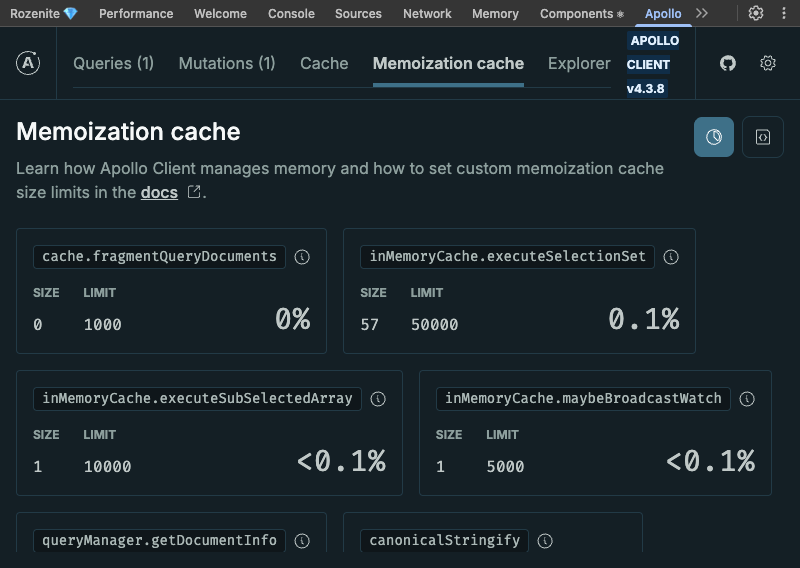 Rozenite 💎 Performance Welcome Console Sources Network Memory Components ⚛ Apollo
Queries (1) Mutations (1) Cache Memoization cache Explorer
APOLLO
CLIENT
v4.3.8
Memoization cache
Learn how Apollo Client manages memory and how to set custom memoization cache
size limits in the docs .
cache.fragmentQueryDocuments
SIZE LIMIT
0 1000 0%
inMemoryCache.executeSelectionSet
SIZE LIMIT
57 50000 0.1%
inMemoryCache.executeSubSelectedArray
SIZE LIMIT
1 10000 <0.1%
inMemoryCache.maybeBroadcastWatch
SIZE LIMIT
1 5000 <0.1%
queryManager.getDocumentInfo
canonicalStringify